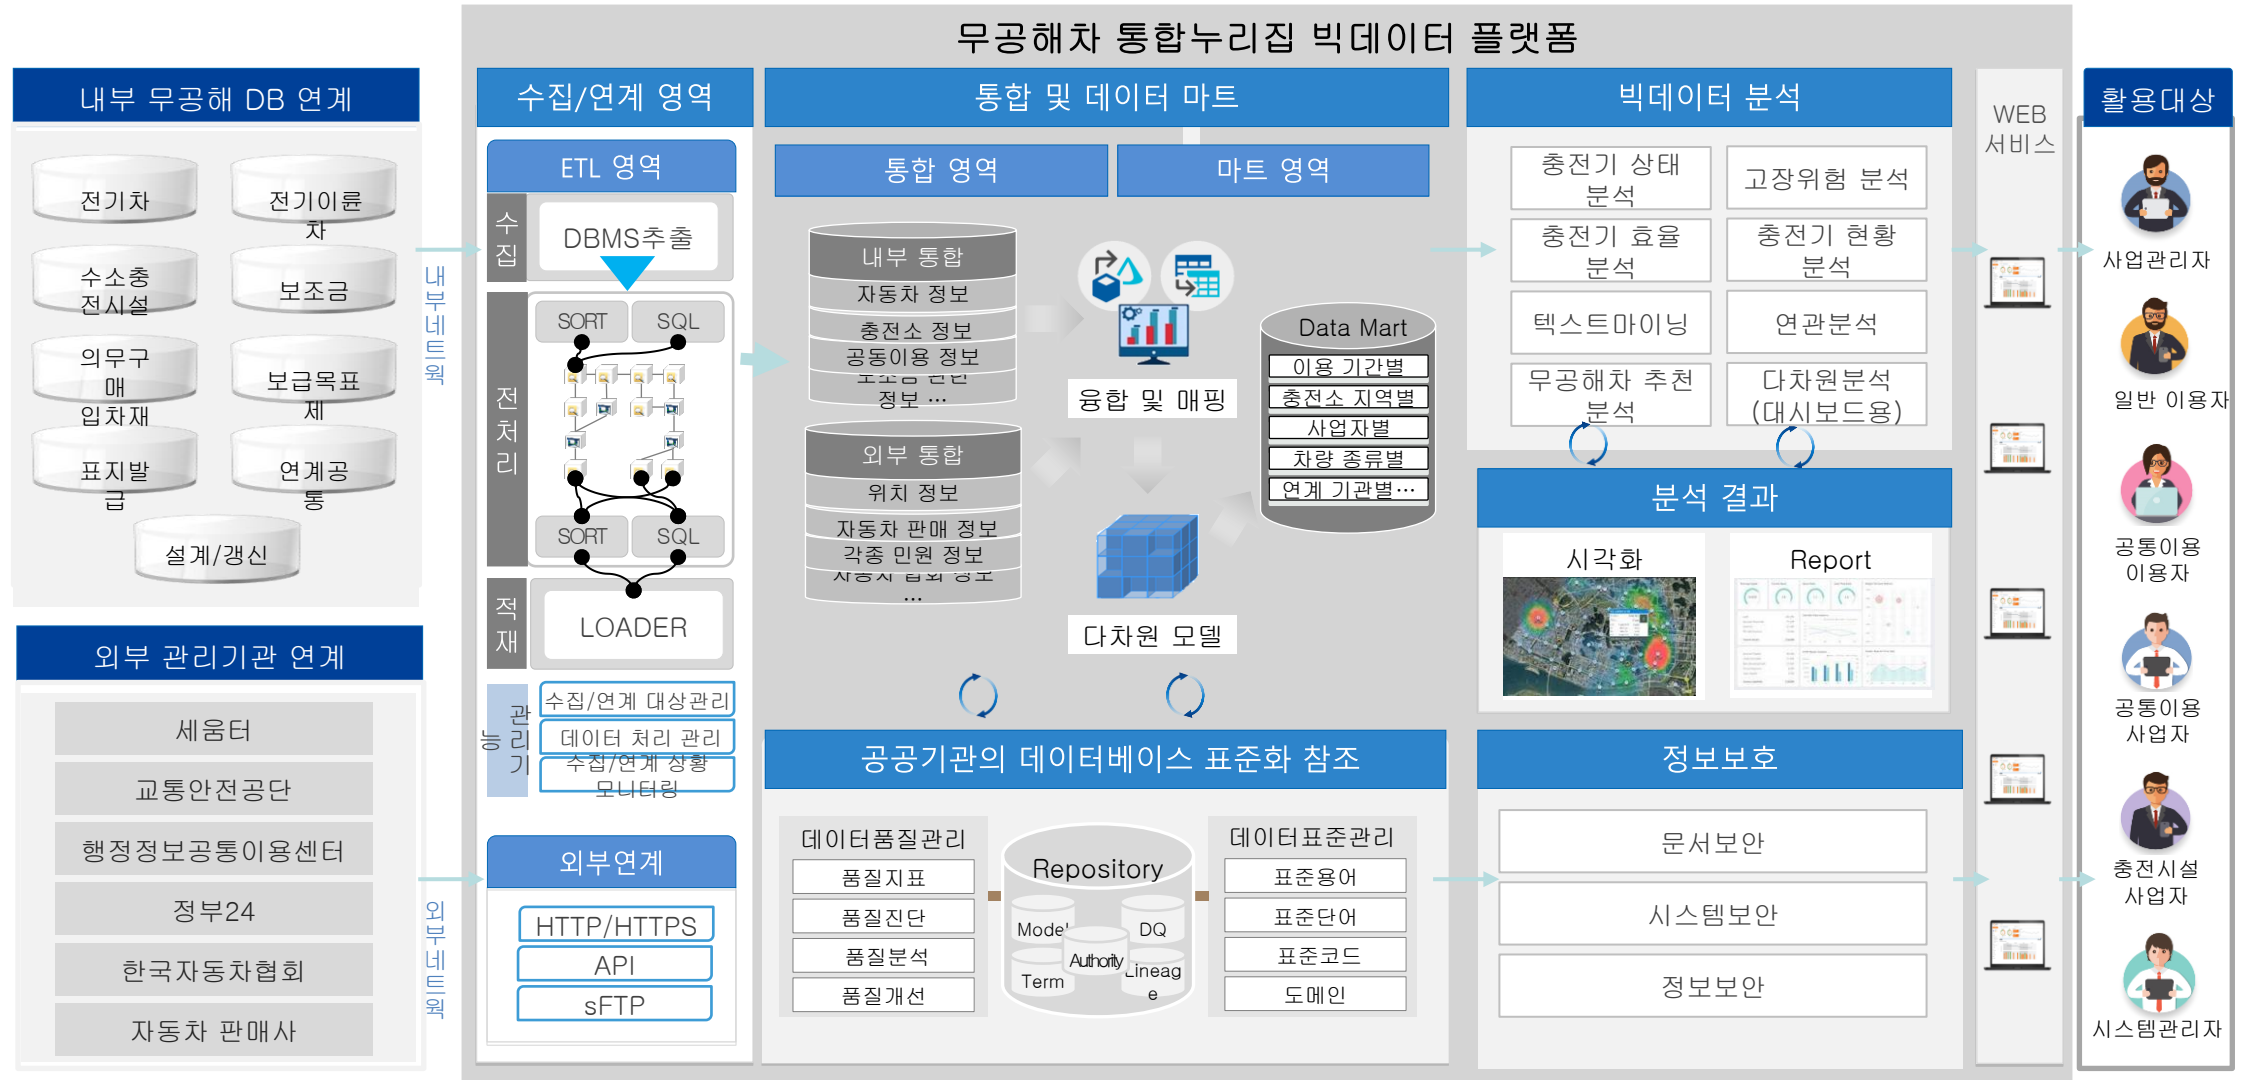 무공해차 통합누리집 빅데이터 플랫폼
내부 무공해 DB 연계
전기차
전기이륜
차
수소충
전시설
보조금
의무구
매
입차재
보급목표
제
표지발
급
연계공
통
설계/갱신
내부네트웍
외부 관리기관 연계
세움터
교통안전공단
행정정보공통이용센터
정부24
한국자동차협회
자동차 판매사
외부네트웍
수집/연계 영역
ETL 영역
수집
DBMS추출
전처리
SORT
SQL
SORT
SQL
적재
LOADER
관리기능
수집/연계 대상관리
데이터 처리 관리
수집/연계 상황
모니터링
외부연계
HTTP/HTTPS
API
sFTP
통합 및 데이터 마트
통합 영역
마트 영역
내부 통합
자동차 정보
충전소 정보
공동이용 정보
보조금 관련
정보 …
외부 통합
위치 정보
자동차 판매 정보
각종 민원 정보
자동차 협회 정보
…
융합 및 매핑
다차원 모델
Data Mart
이용 기간별
충전소 지역별
사업자별
차량 종류별
연계 기관별…
공공기관의 데이터베이스 표준화 참조
데이터품질관리
품질지표
품질진단
품질분석
품질개선
Repository
Model
DQ
Authority
Term
Lineag
e
데이터표준관리
표준용어
표준단어
표준코드
도메인
빅데이터 분석
충전기 상태
분석
고장위험 분석
충전기 효율
분석
충전기 현황
분석
텍스트마이닝
연관분석
무공해차 추천
분석
다차원분석
(대시보드용)
분석 결과
시각화
Report
정보보호
문서보안
시스템보안
정보보안
WEB
서비스
활용대상
사업관리자
일반 이용자
공통이용
이용자
공통이용
사업자
충전시설
사업자
시스템관리자